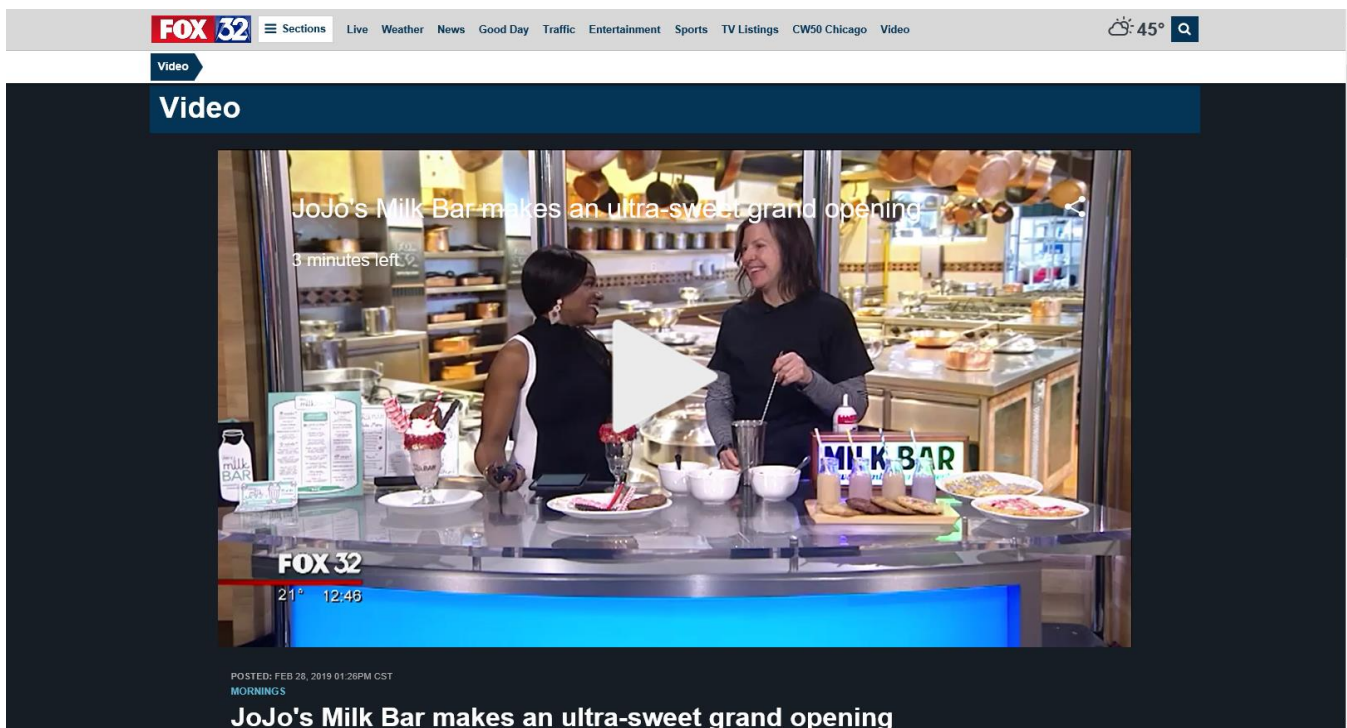 FOX 32 Sections Live Weather News Good Day Traffic Entertainment Sports TV Listings CW50 Chicago Video 45°
Video
Video
JoJo's Milk Bar makes an ultra-sweet grand opening
3 minutes left
milk
BAR
MILK BAR
FOX 32
21° 12:46
POSTED: FEB 28, 2019 01:26PM CST
MORNINGS
JoJo's Milk Bar makes an ultra-sweet grand opening